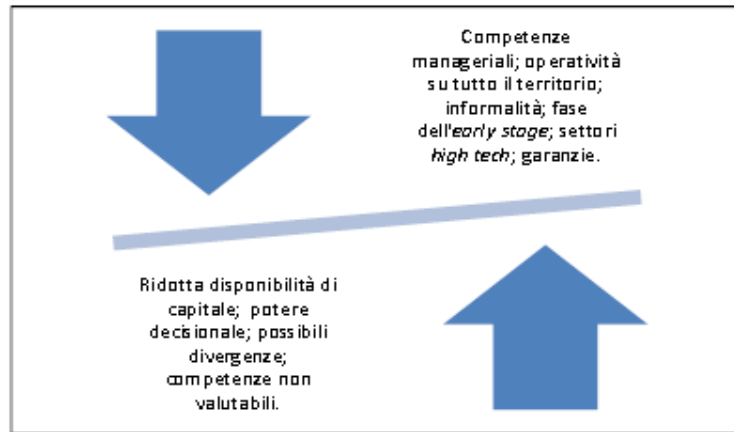 Competenze
manageriali; operatività
su tutto il territorio;
informalità; fase
dell'early stage; settori
high tech; garanzie.
Ridotta disponibilità di
capitale; potere
decisionale; possibili
divergenze;
competenze non
valutabili.